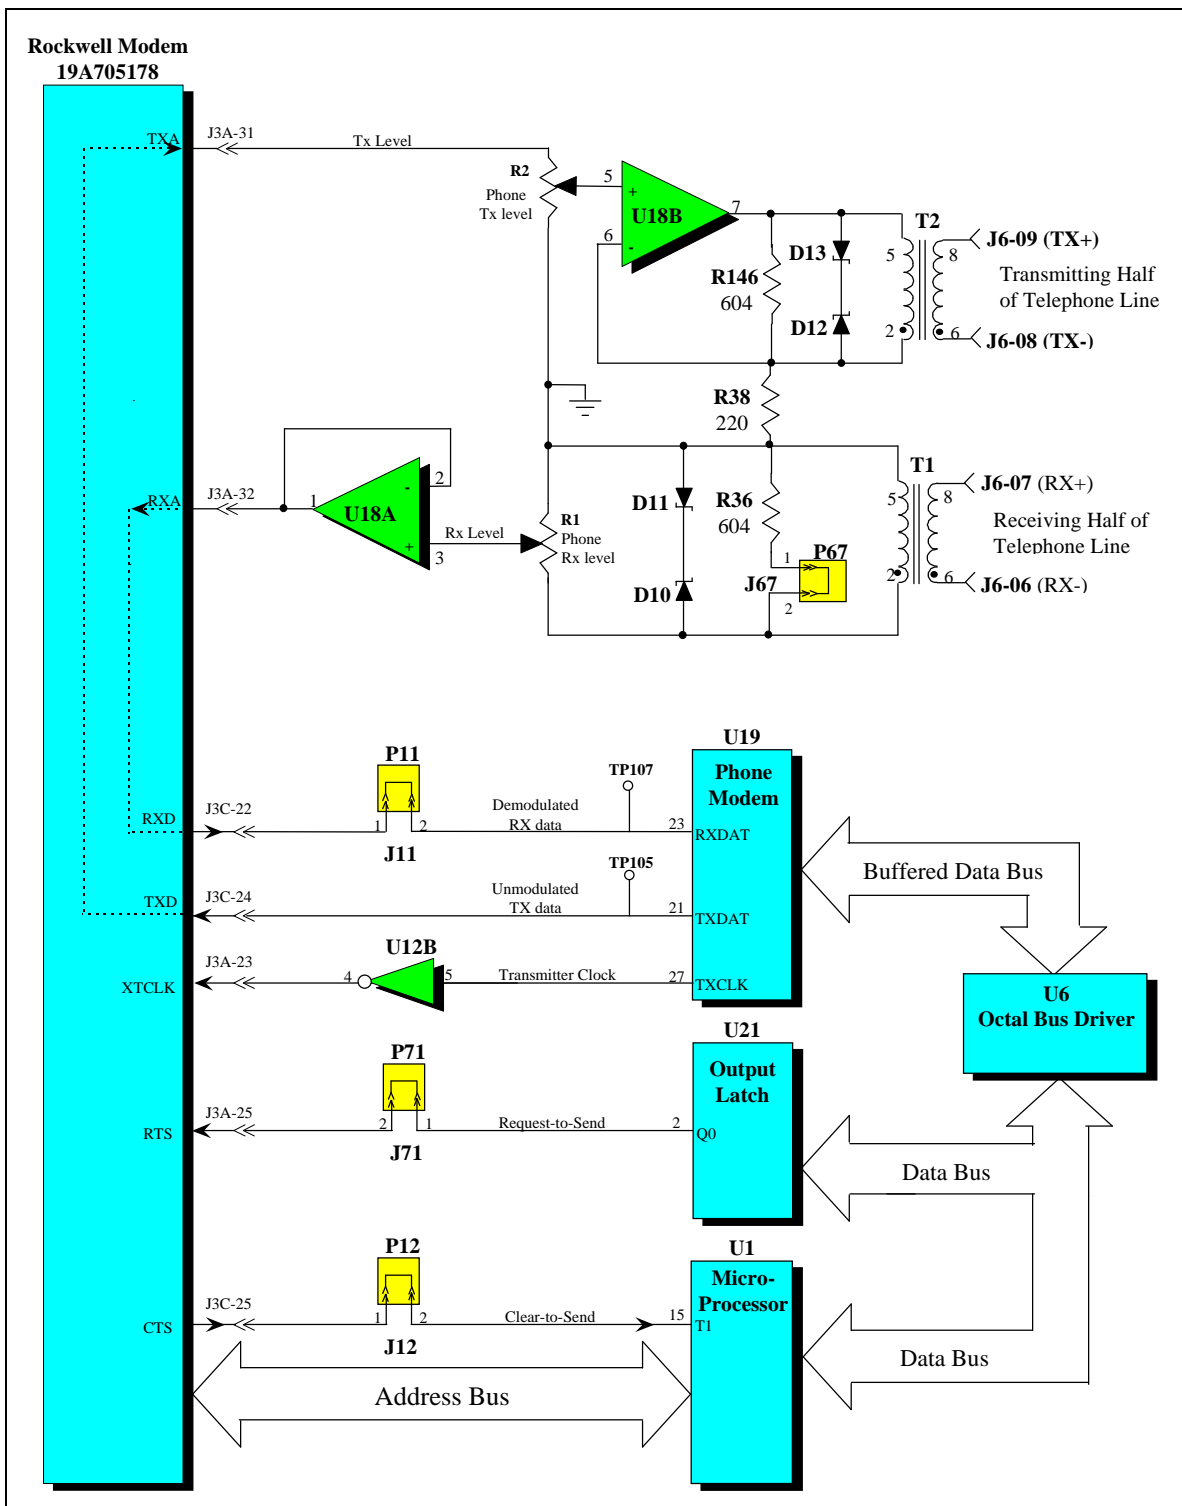 Rockwell Modem
19A705178
TXA
J3A-31
Tx Level
R2
Phone
Tx level
5
+
U18B
6
-
7
D13
R146
604
D12
T2
5
8
2
6
J6-09 (TX+)
Transmitting Half
of Telephone Line
J6-08 (TX-)
R38
220
RXA
J3A-32
1
U18A
-
2
+
3
Rx Level
R1
Phone
Rx level
D11
D10
R36
604
1
P67
J67
2
T1
5
8
2
6
J6-07 (RX+)
Receiving Half of
Telephone Line
J6-06 (RX-)
RXD
J3C-22
P11
1
2
J11
Demodulated
RX data
TP107
U19
Phone
Modem
23
RXDAT
Buffered Data Bus
TXD
J3C-24
Unmodulated
TX data
TP105
21
TXDAT
XTCLK
J3A-23
U12B
4
5
Transmitter Clock
27
TXCLK
U6
Octal Bus Driver
RTS
J3A-25
P71
2
1
J71
Request-to-Send
U21
Output
Latch
2
Q0
Data Bus
CTS
J3C-25
P12
1
2
J12
Clear-to-Send
U1
Micro-
Processor
15
T1
Data Bus
Address Bus